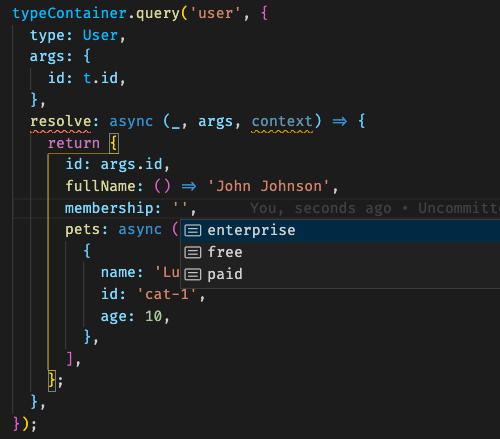 typeContainer.query('user', {
type: User,
args: {
id: t.id,
},
resolve: async (_, args, context) => {
return {
id: args.id,
fullName: () => 'John Johnson',
membership: '', You, seconds ago • Uncommitte
pets: async (
enterprise
{
free
name: 'Lu
paid
id: 'cat-1',
age: 10,
},
],
};
},
});